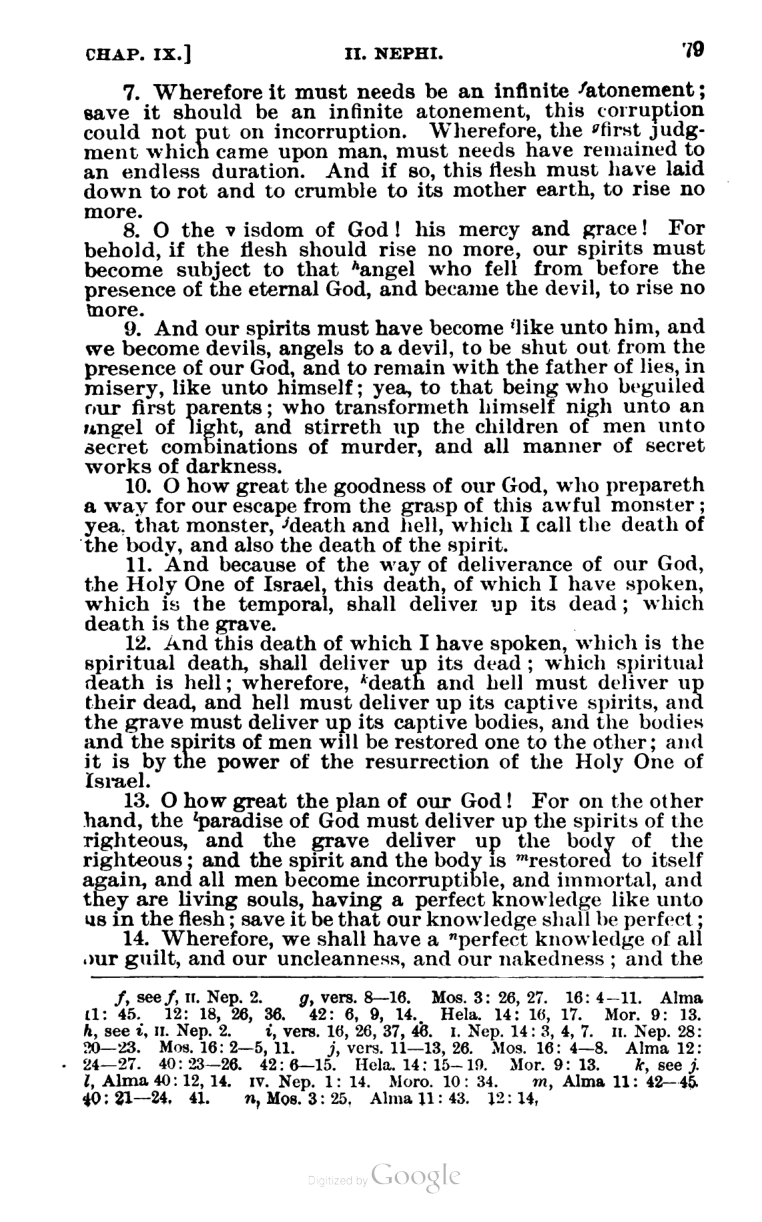 CHAP. IX.] II. NEPHI. 79
7. Wherefore it must needs be an infinite fatonement;
save it should be an infinite atonement, this corruption
could not put on incorruption. Wherefore, the gfirst judg-
ment which came upon man, must needs have remained to
an endless duration. And if so, this flesh must have laid
down to rot and to crumble to its mother earth, to rise no
more.
8. O the wisdom of God! his mercy and grace! For
behold, if the flesh should rise no more, our spirits must
become subject to that hangel who fell from before the
presence of the eternal God, and became the devil, to rise no
more.
9. And our spirits must have become ilike unto him, and
we become devils, angels to a devil, to be shut out from the
presence of our God, and to remain with the father of lies, in
misery, like unto himself; yea, to that being who beguiled
our first parents; who transformeth himself nigh unto an
angel of light, and stirreth up the children of men unto
secret combinations of murder, and all manner of secret
works of darkness.
10. O how great the goodness of our God, who prepareth
a way for our escape from the grasp of this awful monster;
yea, that monster, jdeath and hell, which I call the death of
the body, and also the death of the spirit.
11. And because of the way of deliverance of our God,
the Holy One of Israel, this death, of which I have spoken,
which is the temporal, shall deliver up its dead; which
death is the grave.
12. And this death of which I have spoken, which is the
spiritual death, shall deliver up its dead; which spiritual
death is hell; wherefore, kdeath and hell must deliver up
their dead, and hell must deliver up its captive spirits, and
the grave must deliver up its captive bodies, and the bodies
and the spirits of men will be restored one to the other; and
it is by the power of the resurrection of the Holy One of
Israel.
13. O how great the plan of our God! For on the other
hand, the lparadise of God must deliver up the spirits of the
righteous, and the grave deliver up the body of the
righteous; and the spirit and the body is mrestored to itself
again, and all men become incorruptible, and immortal, and
they are living souls, having a perfect knowledge like unto
us in the flesh; save it be that our knowledge shall be perfect;
14. Wherefore, we shall have a nperfect knowledge of all
our guilt, and our uncleanness, and our nakedness; and the
f, see f, II. Nep. 2. g, vers. 8—16. Mos. 3: 26, 27. 16: 4—11. Alma
11: 45. 12: 18, 26, 36. 42: 6, 9, 14. Hela. 14: 16, 17. Mor. 9: 13.
h, see i, II. Nep. 2. i, vers. 16, 26, 37, 46. I. Nep. 14: 3, 4, 7. II. Nep. 28:
20—23. Mos. 16: 2—5, 11. j, vers. 11—13, 26. Mos. 16: 4—8. Alma 12:
24—27. 40: 23—26. 42: 6—15. Hela. 14: 15—19. Mor. 9: 13. k, see j.
l, Alma 40: 12, 14. IV. Nep. 1: 14. Moro. 10: 34. m, Alma 11: 42—45.
40: 21—24. 41. n, Mos. 3: 25. Alma 11: 43. 12: 14,
Digitized by Google